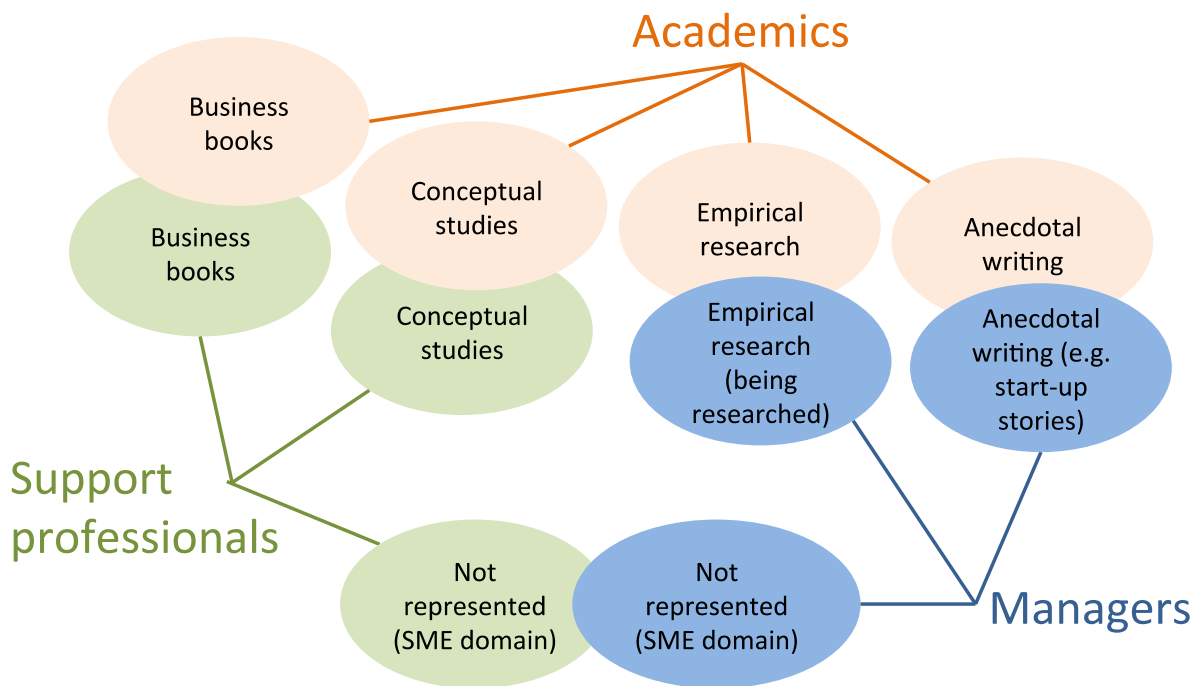 Academics
Business
books
Conceptual
studies
Empirical
research
Anecdotal
writing
Business
books
Conceptual
studies
Empirical
research
(being
researched)
Anecdotal
writing (e.g.
start-up
stories)
Support
professionals
Not
represented
(SME domain)
Not
represented
(SME domain)
Managers